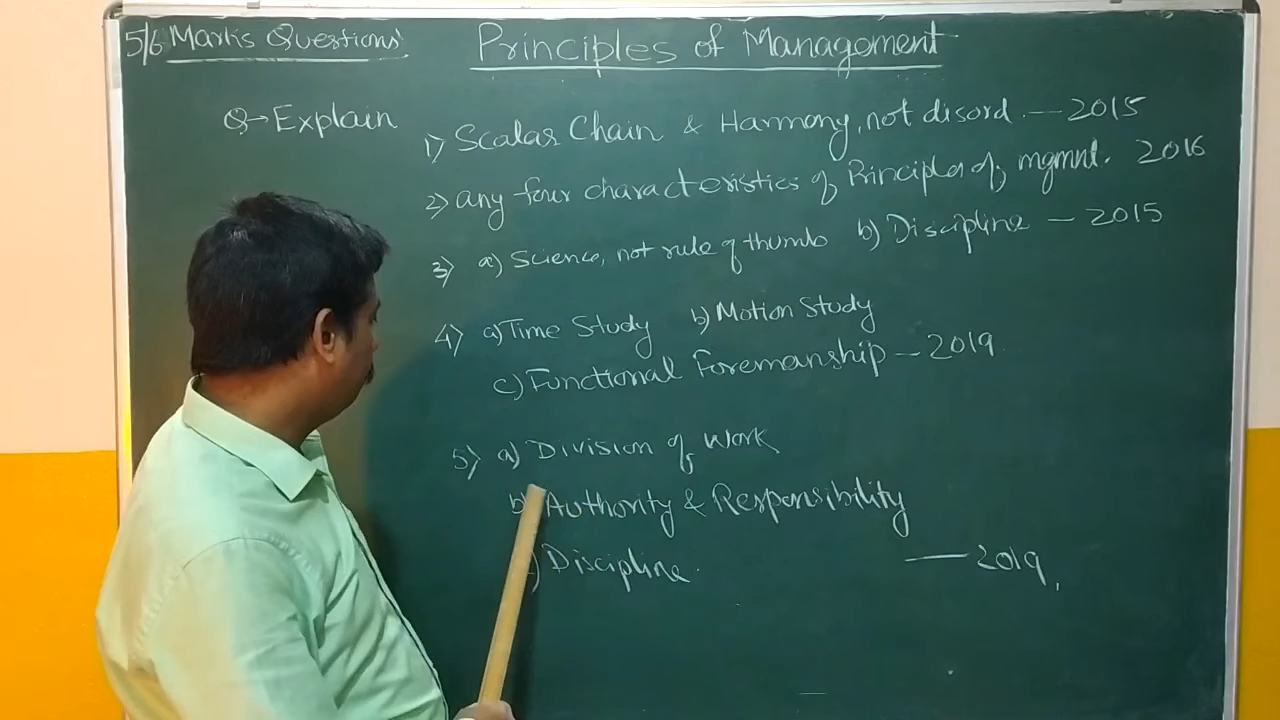 5/6 Marks Questions.
Principles of Management
Q→Explain
1) Scalar Chain & Harmony, not disord. — 2015
2) any four characteristics of Principles of mgmnt. 2016
3) a) Science, not rule of thumb b) Discipline — 2015
4) a) Time Study b) Motion Study
c) Functional Foremanship — 2019
5) a) Division of Work
b) Authority & Responsibility
) Discipline. — 2019,